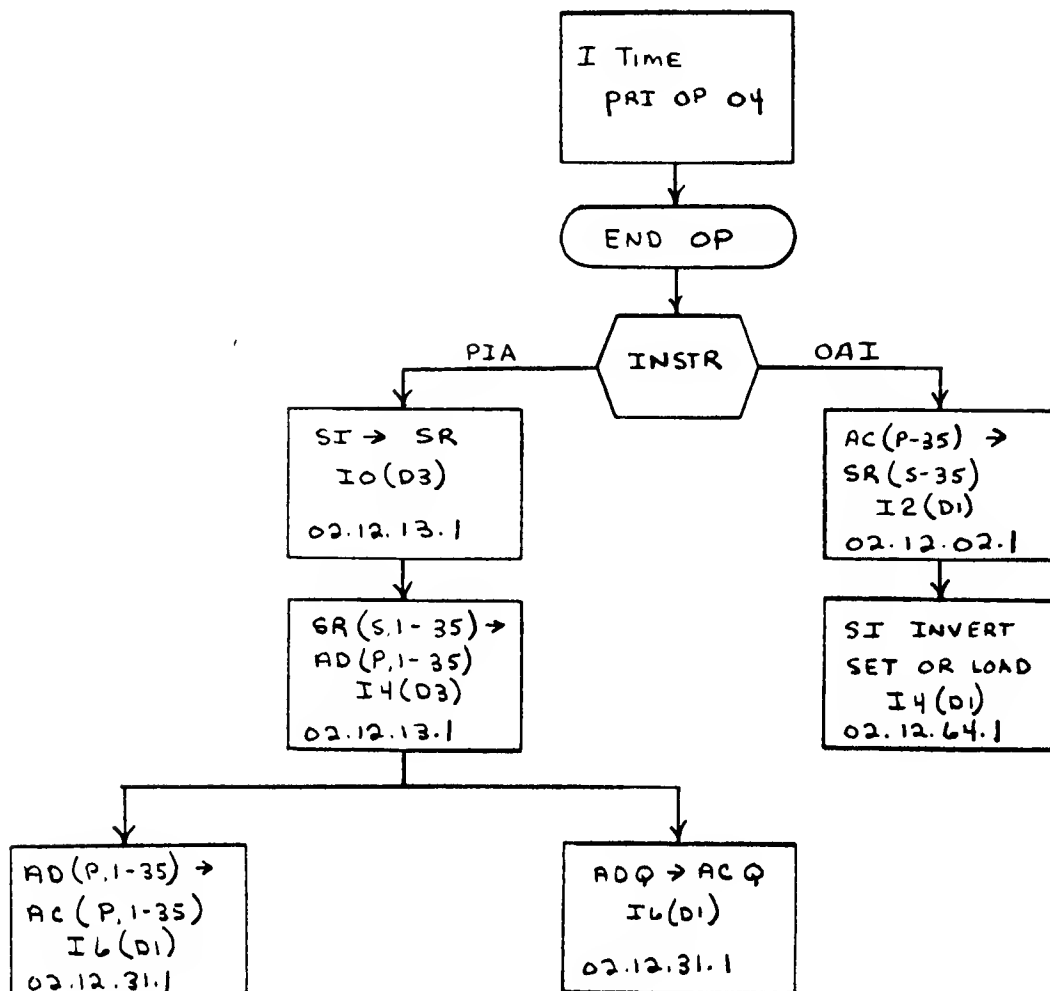 I TIME
PRI OP 04
END OP
PIA
INSTR
OAI
SI → SR
I0(D3)
02.12.13.1
AC(P-35) →
SR(S-35)
I2(D1)
02.12.02.1
SR(S,1-35) →
AD(P,1-35)
I4(D3)
02.12.13.1
SI INVERT
SET OR LOAD
I4(D1)
02.12.64.1
AD(P,1-35) →
AC(P,1-35)
I6(D1)
02.12.31.1
ADQ → ACQ
I6(D1)
02.12.31.1